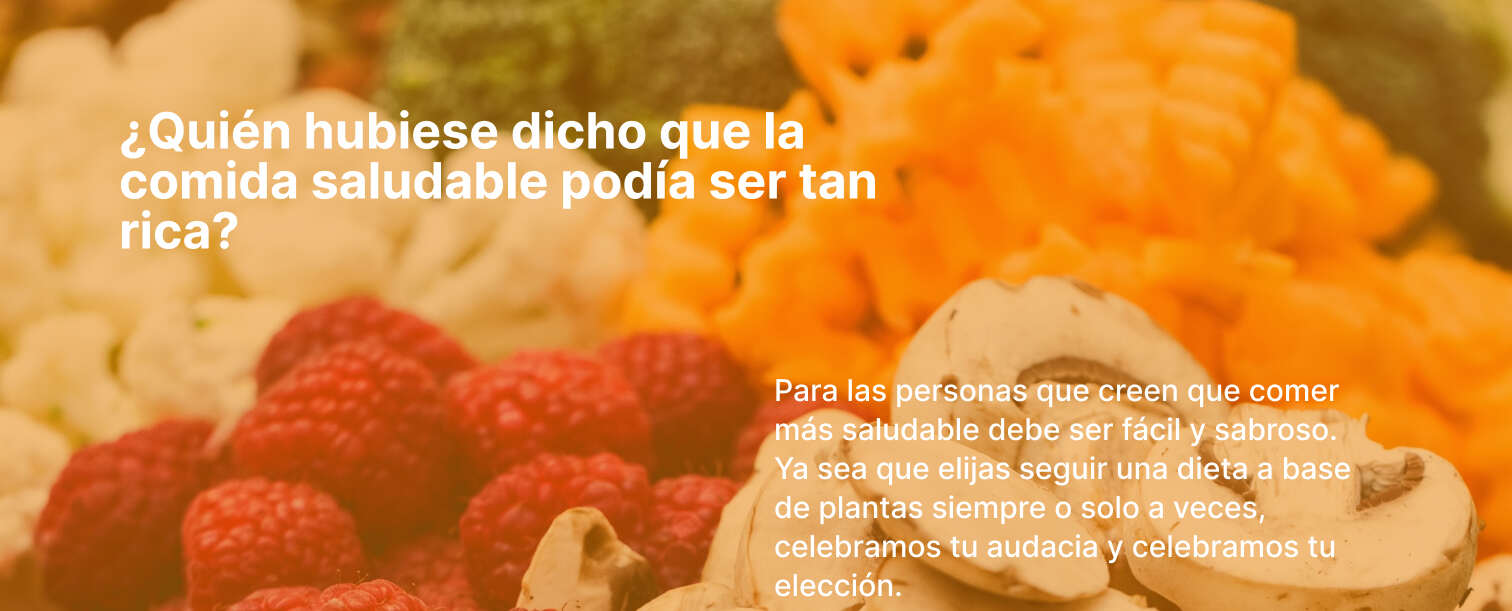 ¿Quién hubiese dicho que la
comida saludable podía ser tan
rica?
Para las personas que creen que comer
más saludable debe ser fácil y sabroso.
Ya sea que elijas seguir una dieta a base
de plantas siempre o solo a veces,
celebramos tu audacia y celebramos tu
elección.